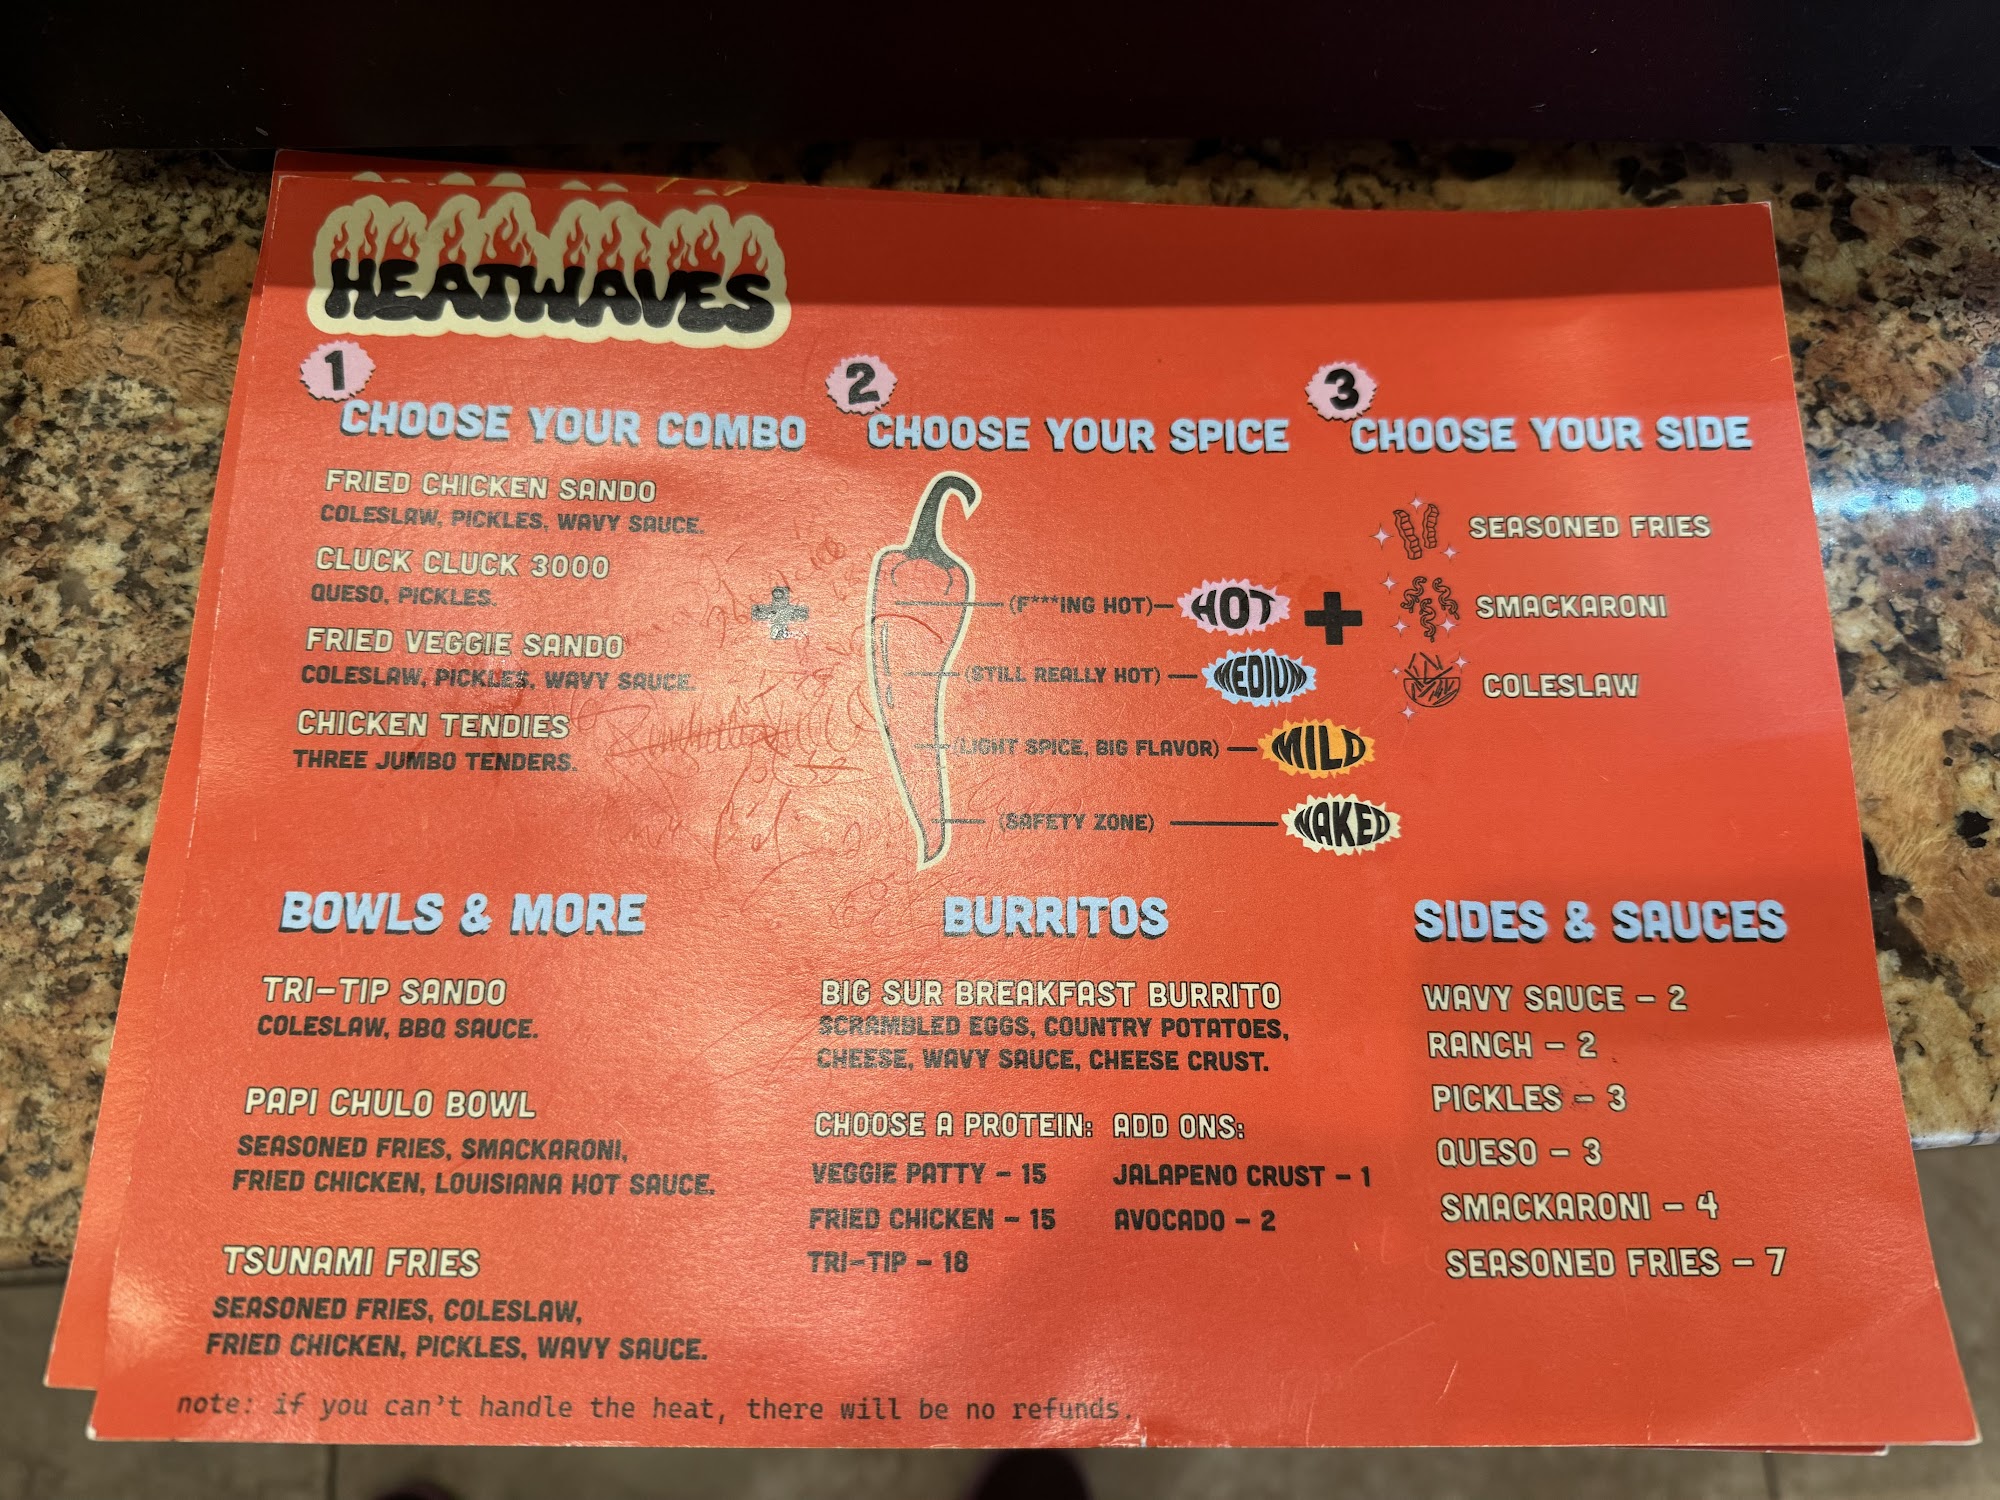 HEATWAVES
1
CHOOSE YOUR COMBO
FRIED CHICKEN SANDO
COLESLAW, PICKLES, WAVY SAUCE.
CLUCK CLUCK 3000
QUESO, PICKLES.
FRIED VEGGIE SANDO
COLESLAW, PICKLES, WAVY SAUCE.
CHICKEN TENDIES
THREE JUMBO TENDERS.
+
2
CHOOSE YOUR SPICE
(F***ING HOT) HOT
(STILL REALLY HOT) MEDIUM
(LIGHT SPICE, BIG FLAVOR) MILD
(SAFETY ZONE) NAKED
+
3
CHOOSE YOUR SIDE
SEASONED FRIES
SMACKARONI
COLESLAW
BOWLS & MORE
TRI-TIP SANDO
COLESLAW, BBQ SAUCE.
PAPI CHULO BOWL
SEASONED FRIES, SMACKARONI,
FRIED CHICKEN, LOUISIANA HOT SAUCE.
TSUNAMI FRIES
SEASONED FRIES, COLESLAW,
FRIED CHICKEN, PICKLES, WAVY SAUCE.
BURRITOS
BIG SUR BREAKFAST BURRITO
SCRAMBLED EGGS, COUNTRY POTATOES,
CHEESE, WAVY SAUCE, CHEESE CRUST.
CHOOSE A PROTEIN:
VEGGIE PATTY - 15
FRIED CHICKEN - 15
TRI-TIP - 18
ADD ONS:
JALAPENO CRUST - 1
AVOCADO - 2
SIDES & SAUCES
WAVY SAUCE - 2
RANCH - 2
PICKLES - 3
QUESO - 3
SMACKARONI - 4
SEASONED FRIES - 7
note: if you can't handle the heat, there will be no refunds.